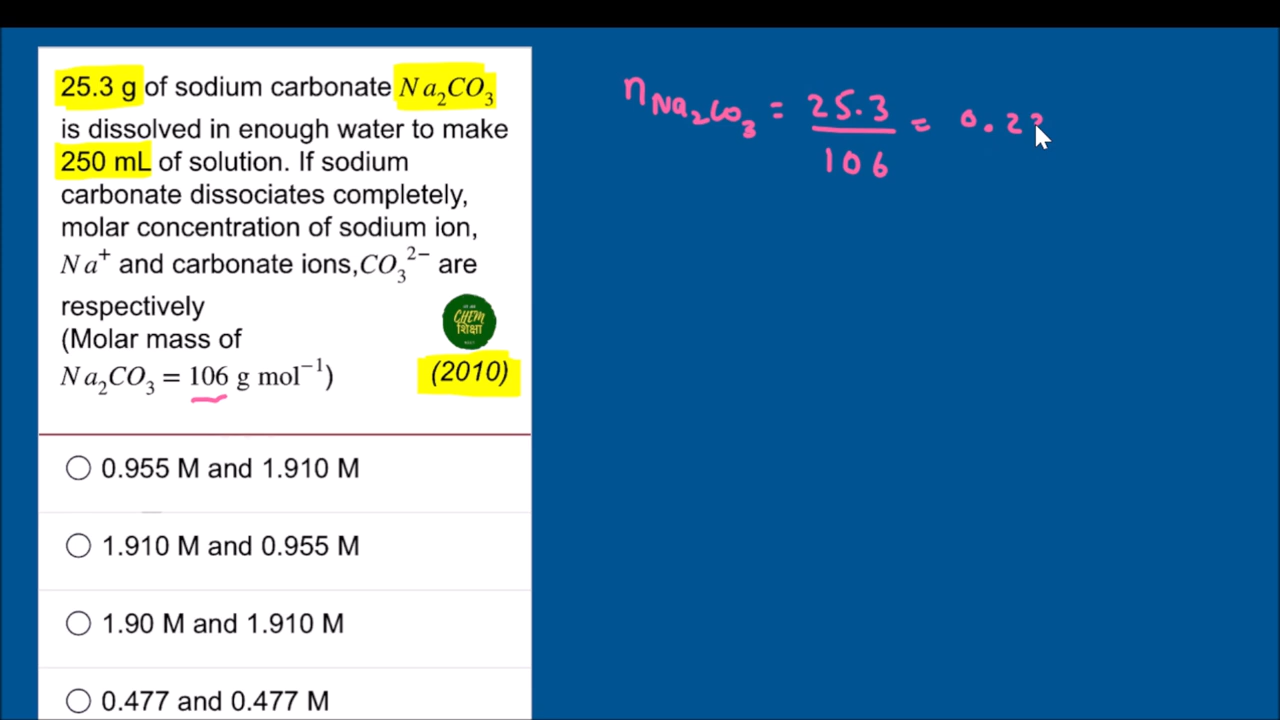 25.3 g of sodium carbonate Na₂CO₃
is dissolved in enough water to make
250 mL of solution. If sodium
carbonate dissociates completely,
molar concentration of sodium ion,
Na⁺ and carbonate ions,CO₃²⁻ are
respectively
(Molar mass of
Na₂CO₃ = 106 g mol⁻¹)
CHEM
शिक्षा
(2010)
0.955 M and 1.910 M
1.910 M and 0.955 M
1.90 M and 1.910 M
0.477 and 0.477 M
n Na₂CO₃ = 25.3 / 106 = 0.2